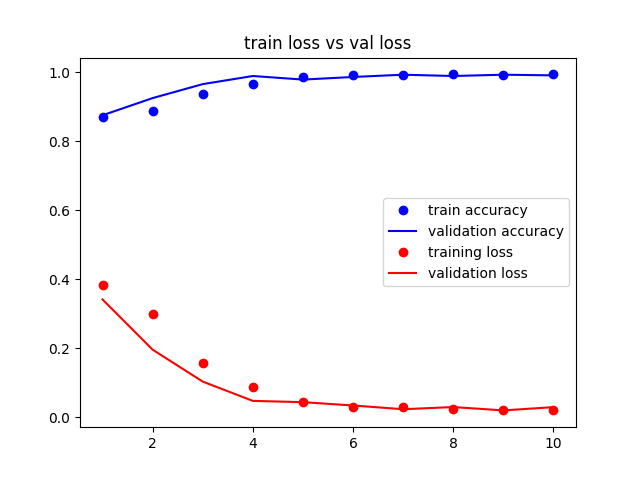 train loss vs val loss
1.0
0.8
0.6
0.4
0.2
0.0
train accuracy
validation accuracy
training loss
validation loss
2 4 6 8 10